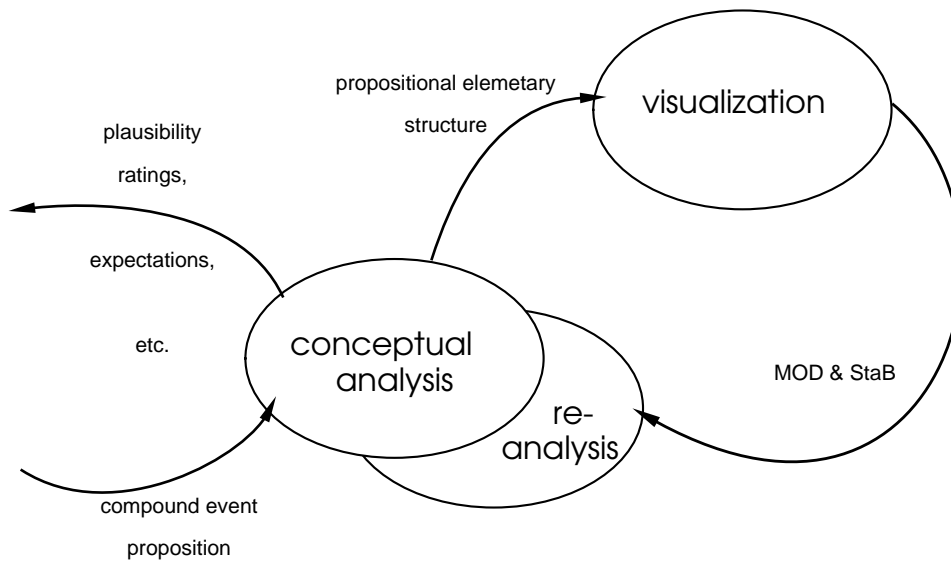 propositional elemetary
structure
visualization
plausibility
ratings,
expectations,
etc.
conceptual
analysis
re-
analysis
MOD & StaB
compound event
proposition